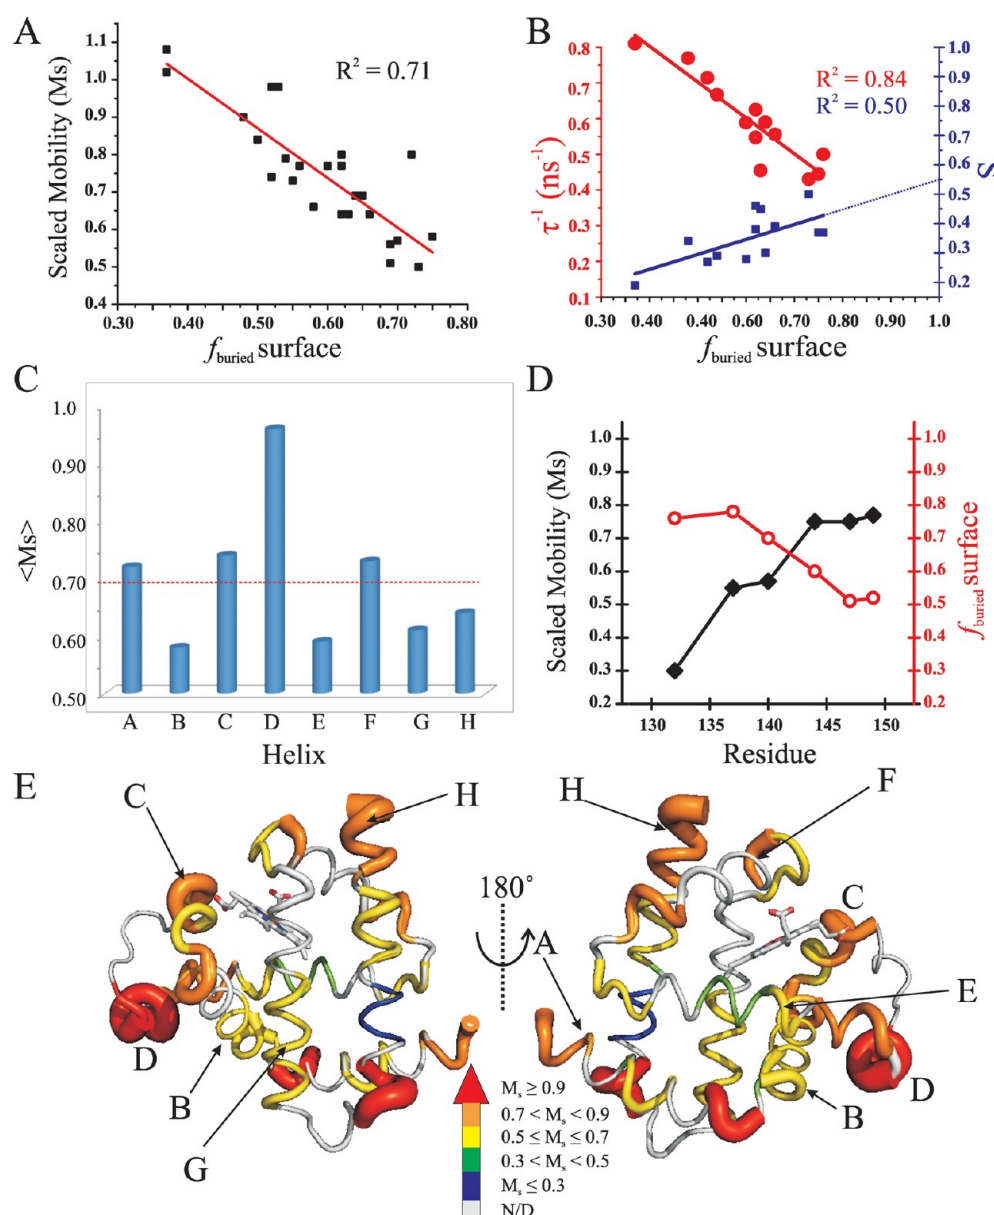 A
Scaled Mobility (Ms)
1.1
1.0
0.9
0.8
0.7
0.6
0.5
0.4
R² = 0.71
0.30 0.40 0.50 0.60 0.70 0.80
f buried surface
B
τ⁻¹ (ns⁻¹)
0.8
0.7
0.6
0.5
0.4
0.3
0.2
0.1
R² = 0.84
R² = 0.50
1.0
0.9
0.8
0.7
0.6
0.5
0.4
0.3
0.2
S
0.30 0.40 0.60 0.70 0.80 0.90 1.0
f buried surface
C
<Ms>
1.0
0.90
0.80
0.70
0.60
0.50
A B C D E F G H
Helix
D
Scaled Mobility (Ms)
1.0
0.9
0.8
0.7
0.6
0.5
0.4
0.3
0.2
1.0
0.9
0.8
0.7
0.6
0.5
0.4
0.3
0.2
f buried surface
130 135 140 145 150
Residue
E
C
H
D
B
G
180°
H
F
A
C
E
D
B
Ms ≥ 0.9
0.7 < Ms < 0.9
0.5 ≤ Ms ≤ 0.7
0.3 < Ms < 0.5
Ms ≤ 0.3
N/D